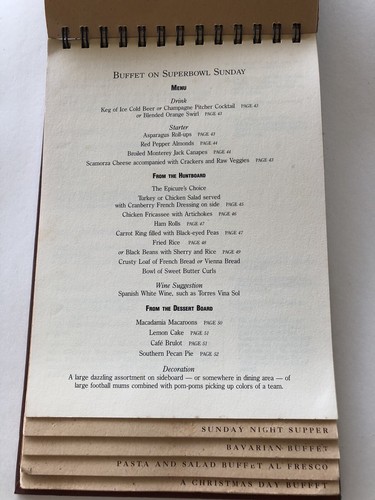 BUFFET ON SUPERBOWL SUNDAY
MENU
Drink
Keg of Ice Cold Beer or Champagne Pitcher Cocktail PAGE 42
or Blended Orange Swirl PAGE 42
Starter
Asparagus Roll-ups PAGE 43
Red Pepper Almonds PAGE 44
Broiled Monterey Jack Canapes PAGE 44
Scamorza Cheese accompanied with Crackers and Raw Veggies PAGE 45
FROM THE HUNTBOARD
The Epicure's Choice
Turkey or Chicken Salad served
with Cranberry French Dressing on side PAGE 45
Chicken Fricassee with Artichokes PAGE 46
Ham Rolls PAGE 47
Carrot Ring filled with Black-eyed Peas PAGE 47
Fried Rice PAGE 48
or Black Beans with Sherry and Rice PAGE 49
Crusty Loaf of French Bread or Vienna Bread
Bowl of Sweet Butter Curls
Wine Suggestion
Spanish White Wine, such as Torres Vina Sol
FROM THE DESSERT BOARD
Macadamia Macaroons PAGE 50
Lemon Cake PAGE 51
Café Brulot PAGE 51
Southern Pecan Pie PAGE 52
Decoration
A large dazzling assortment on sideboard — or somewhere in dining area — of
large football mums combined with pom-poms picking up colors of a team.
SUNDAY NIGHT SUPPER
BAVARIAN BUFFET
PASTA AND SALAD BUFFET AL FRESCO
A CHRISTMAS DAY BUFFET